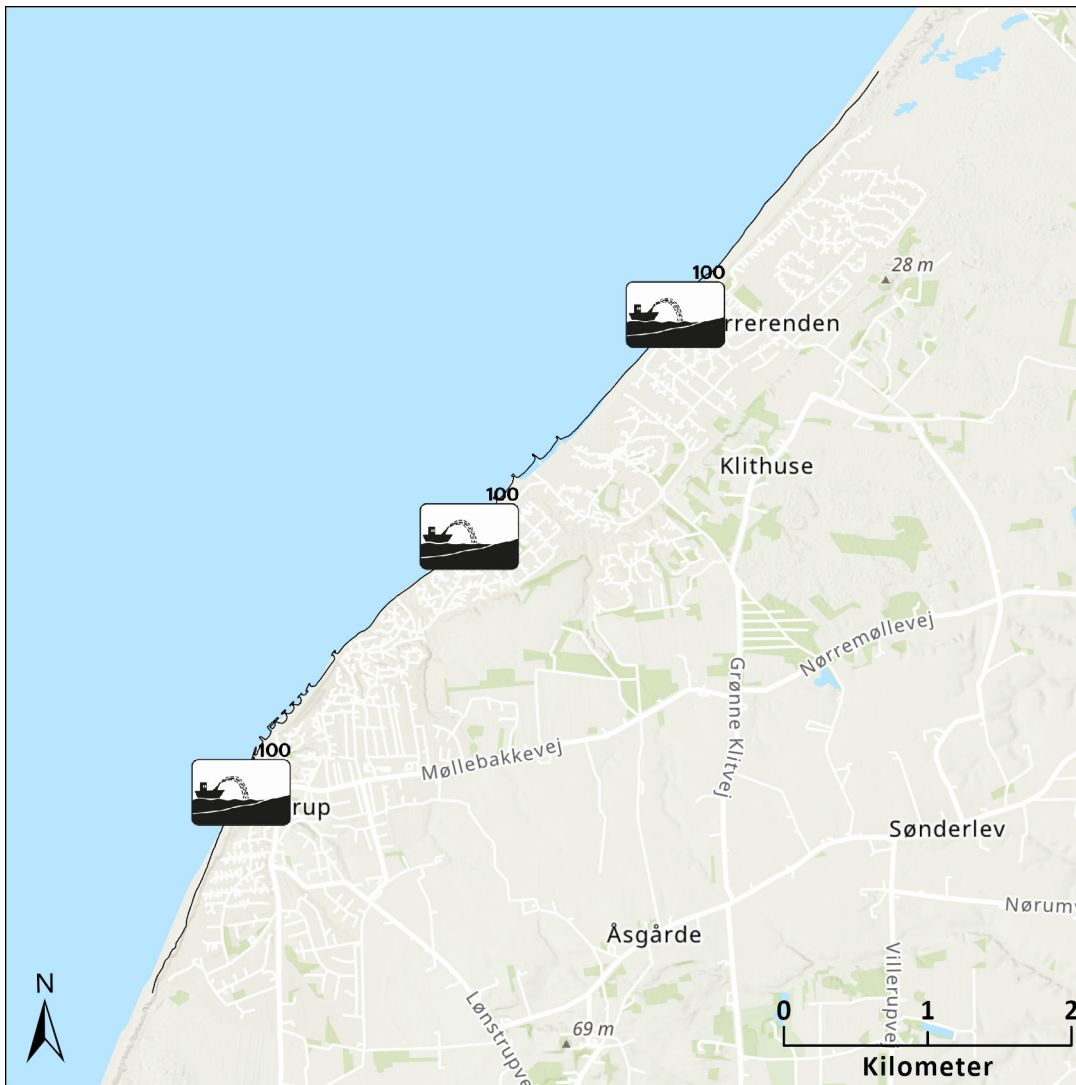 100
28 m
rrerenden
Klithuse
100
Nørremøllevej
Grønne Klitvej
Møllebakkevej
100
rup
Sønderlev
Nørumv
Åsgårde
Villerupvej
Lønstrupve
69 m
N
0 1 2
Kilometer